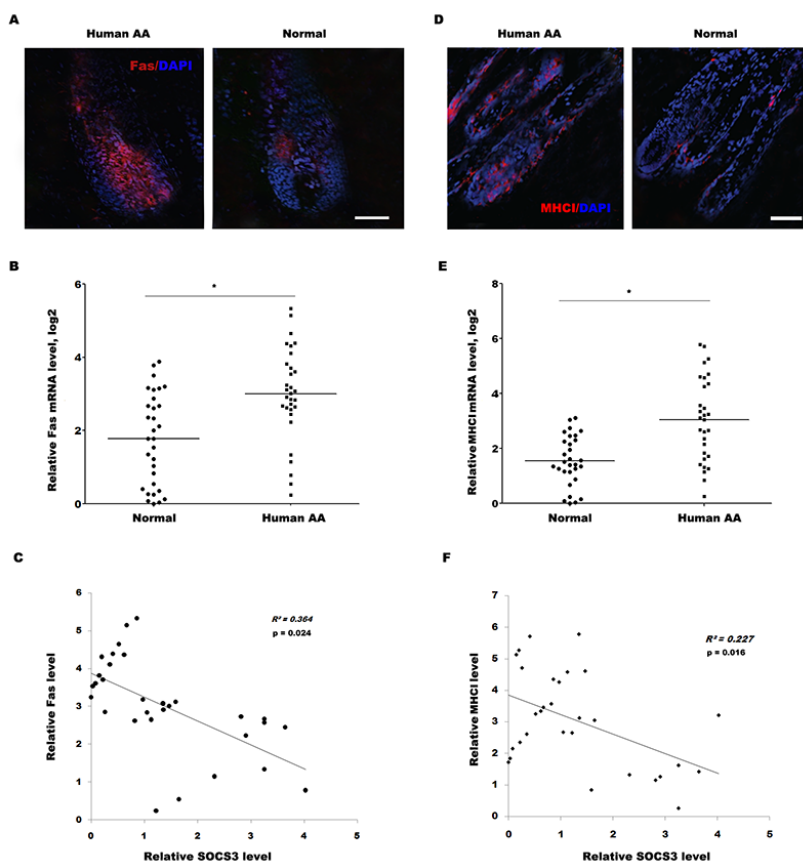 A
Human AA
Normal
Fas/DAPI
D
Human AA
Normal
MHCI/DAPI
B
Relative Fas mRNA level, log2
6
4
2
0
*
Normal
Human AA
E
Relative MHCI mRNA level, log2
8
6
4
2
0
*
Normal
Human AA
C
Relative Fas level
6
5
4
3
2
1
0
R² = 0.364
p = 0.024
0 1 2 3 4 5
Relative SOCS3 level
F
Relative MHCI level
7
6
5
4
3
2
1
0
R² = 0.227
p = 0.016
0 1 2 3 4 5
Relative SOCS3 level